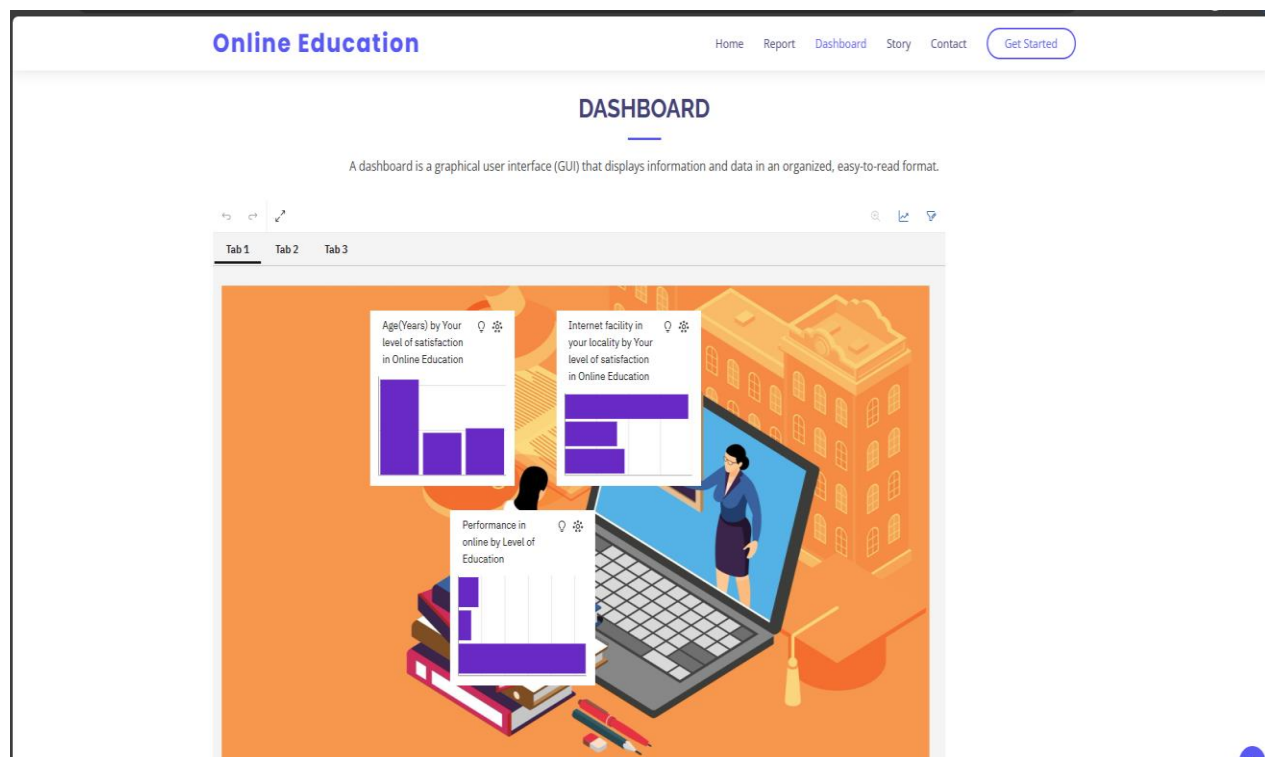 Online Education
Home Report Dashboard Story Contact Get Started
DASHBOARD
A dashboard is a graphical user interface (GUI) that displays information and data in an organized, easy-to-read format.
Tab 1 Tab 2 Tab 3
Age(Years) by Your
level of satisfaction
in Online Education
Internet facility in
your locality by Your
level of satisfaction
in Online Education
Performance in
online by Level of
Education